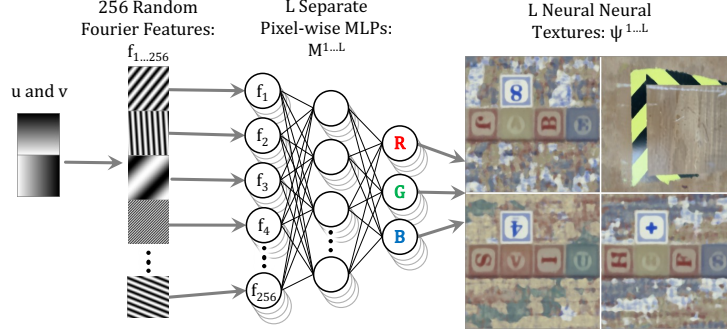 256 Random
Fourier Features:
f1...256
L Separate
Pixel-wise MLPs:
M1...L
L Neural Neural
Textures: ψ1...L
u and v
f1
f2
f3
f4
f256
R
G
B
8
B
E
4
S
V
I
U
+
H
F
S